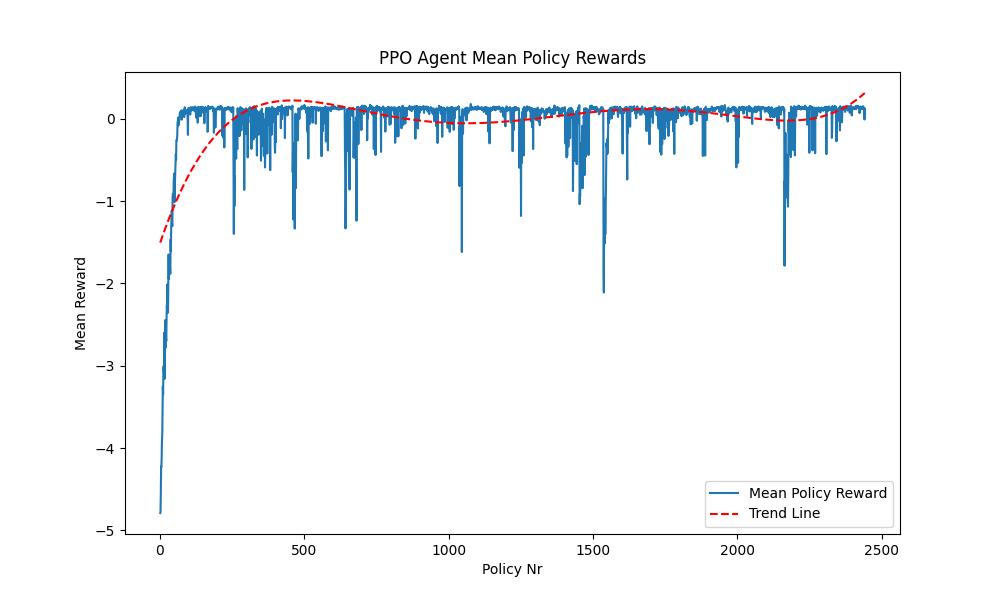 PPO Agent Mean Policy Rewards
0
−1
−2
−3
−4
−5
Mean Reward
0
500
1000
1500
2000
2500
Policy Nr
Mean Policy Reward
Trend Line